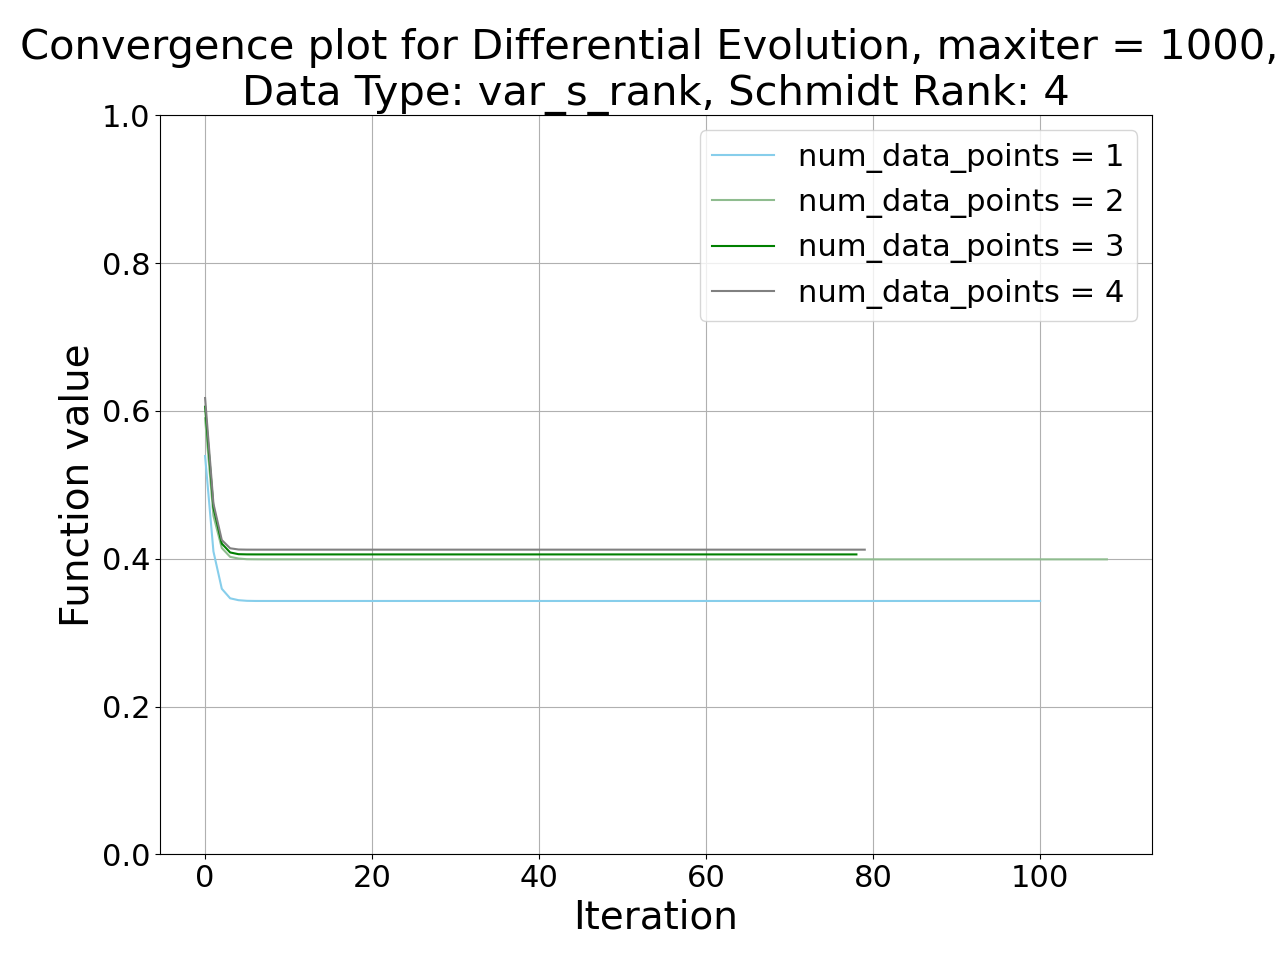 Convergence plot for Differential Evolution, maxiter = 1000,
Data Type: var_s_rank, Schmidt Rank: 4
num_data_points = 1
num_data_points = 2
num_data_points = 3
num_data_points = 4
Function value
1.0
0.8
0.6
0.4
0.2
0.0
0 20 40 60 80 100
Iteration